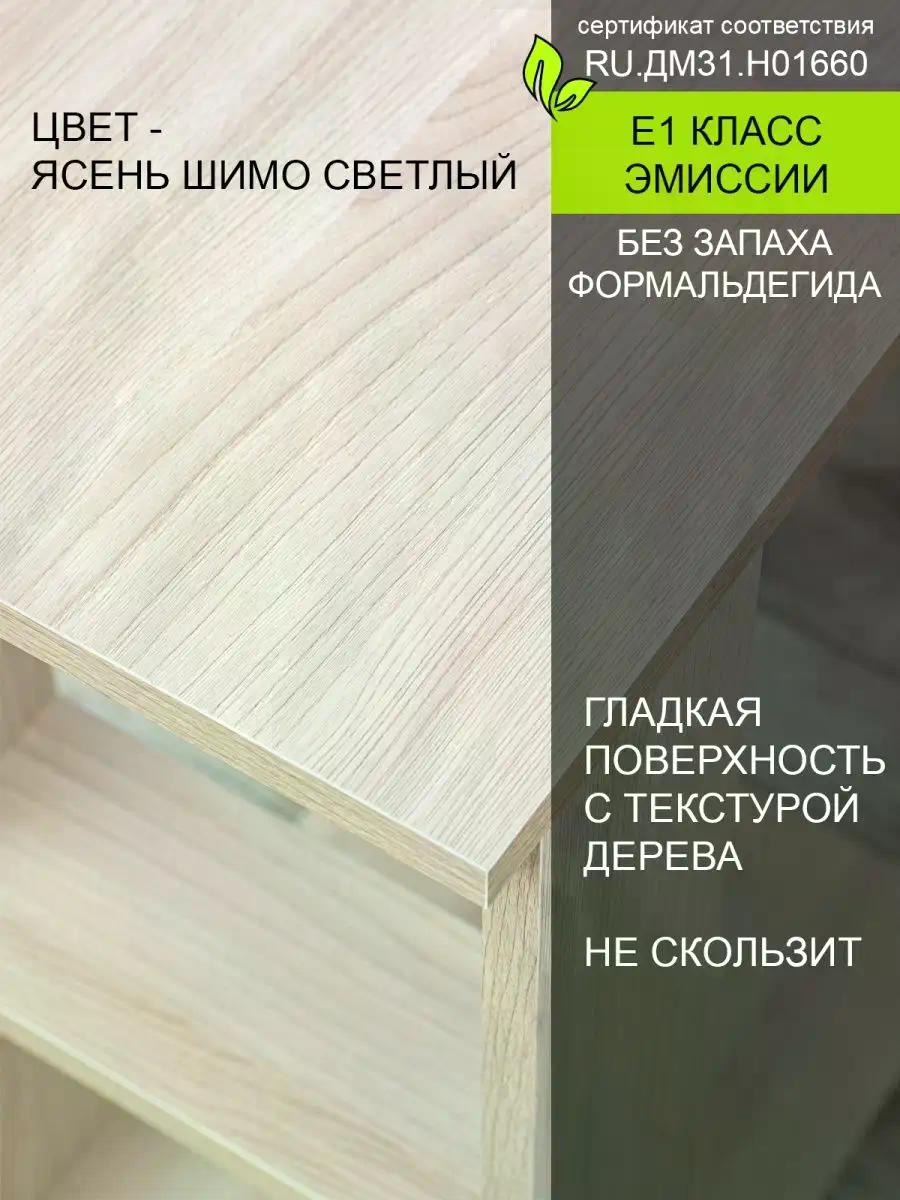 ЦВЕТ -
ЯСЕНЬ ШИМО СВЕТЛЫЙ
сертификат соответствия
RU.ДМ31.Н01660
Е1 КЛАСС
ЭМИССИИ
БЕЗ ЗАПАХА
ФОРМАЛЬДЕГИДА
ГЛАДКАЯ
ПОВЕРХНОСТЬ
С ТЕКСТУРОЙ
ДЕРЕВА
НЕ СКОЛЬЗИТ